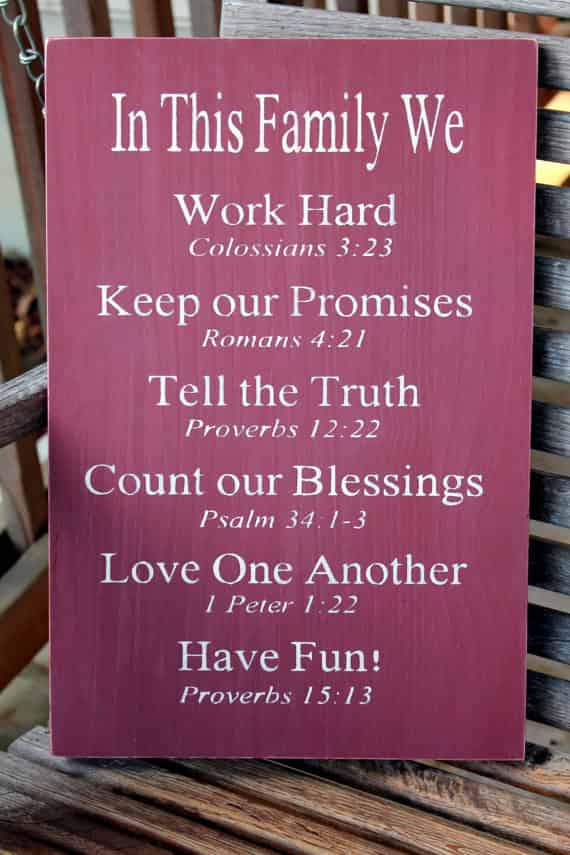 In This Family We
Work Hard
Colossians 3:23
Keep our Promises
Romans 4:21
Tell the Truth
Proverbs 12:22
Count our Blessings
Psalm 34:1-3
Love One Another
1 Peter 1:22
Have Fun!
Proverbs 15:13